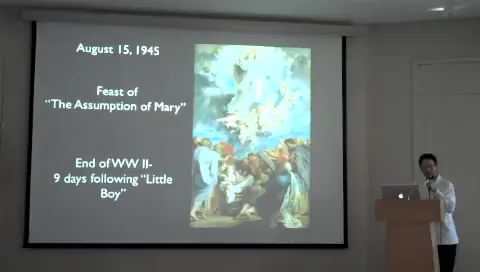 August 15, 1945
Feast of
"The Assumption of Mary"
End of WW II-
9 days following "Little
Boy"